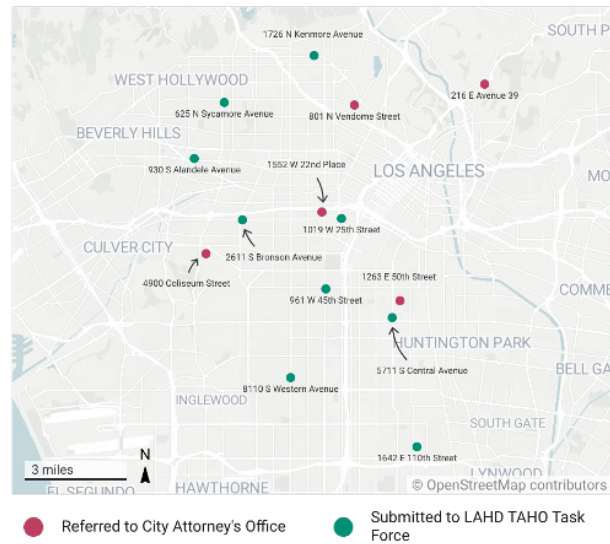 1726 N Kenmore Avenue
SOUTH P
WEST HOLLYWOOD
216 E Avenue 39
625 N Sycamore Avenue
801 N Vendome Street
BEVERLY HILLS
1552 W 22nd Place
930 S Alandele Avenue
LOS ANGELES
MO
1019 W 25th Street
CULVER CITY
2611 S Bronson Avenue
1263 E 50th Street
4900 Coliseum Street
COMME
961 W 45th Street
HUNTINGTON PARK
5711 S Central Avenue
BELL GA
8110 S Western Avenue
INGLEWOOD
SOUTH GATE
1642 E 110th Street
N
3 miles
LYNWOOD
EL SEGUNDO
HAWTHORNE
© OpenStreetMap contributors
Referred to City Attorney's Office
Submitted to LAHD TAHO Task
Force